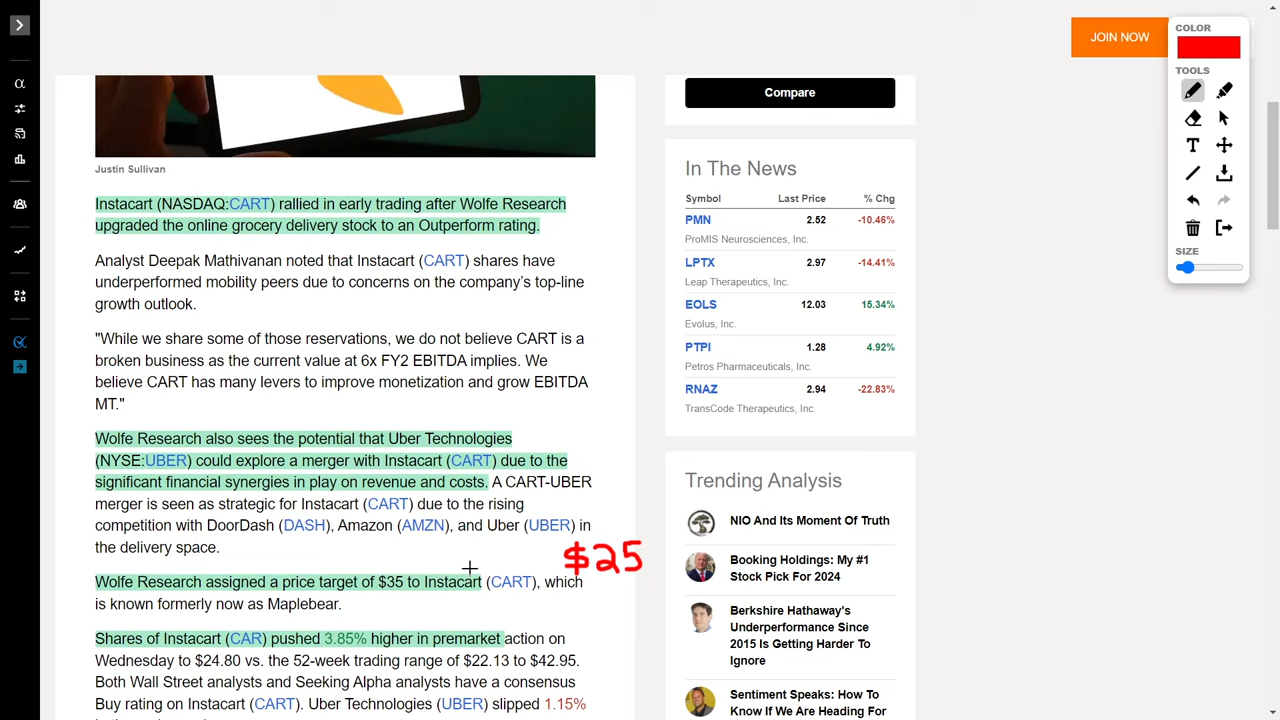 JOIN NOW
COLOR
TOOLS
T
SIZE
α
Compare
Justin Sullivan
Instacart (NASDAQ:CART) rallied in early trading after Wolfe Research
upgraded the online grocery delivery stock to an Outperform rating.
Analyst Deepak Mathivanan noted that Instacart (CART) shares have
underperformed mobility peers due to concerns on the company's top-line
growth outlook.
"While we share some of those reservations, we do not believe CART is a
broken business as the current value at 6x FY2 EBITDA implies. We
believe CART has many levers to improve monetization and grow EBITDA
MT."
Wolfe Research also sees the potential that Uber Technologies
(NYSE:UBER) could explore a merger with Instacart (CART) due to the
significant financial synergies in play on revenue and costs. A CART-UBER
merger is seen as strategic for Instacart (CART) due to the rising
competition with DoorDash (DASH), Amazon (AMZN), and Uber (UBER) in
the delivery space.
$25
Wolfe Research assigned a price target of $35 to Instacart (CART), which
is known formerly now as Maplebear.
Shares of Instacart (CAR) pushed 3.85% higher in premarket action on
Wednesday to $24.80 vs. the 52-week trading range of $22.13 to $42.95.
Both Wall Street analysts and Seeking Alpha analysts have a consensus
Buy rating on Instacart (CART). Uber Technologies (UBER) slipped 1.15%
In The News
Symbol Last Price % Chg
PMN 2.52 -10.46%
ProMIS Neurosciences, Inc.
LPTX 2.97 -14.41%
Leap Therapeutics, Inc.
EOLS 12.03 15.34%
Evolus, Inc.
PTPI 1.28 4.92%
Petros Pharmaceuticals, Inc.
RNAZ 2.94 -22.83%
TransCode Therapeutics, Inc.
Trending Analysis
NIO And Its Moment Of Truth
Booking Holdings: My #1
Stock Pick For 2024
Berkshire Hathaway's
Underperformance Since
2015 Is Getting Harder To
Ignore
Sentiment Speaks: How To
Know If We Are Heading For